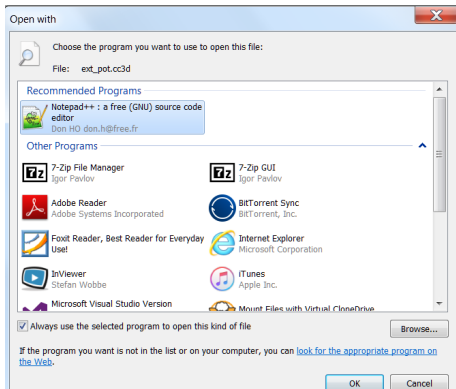 Open with
Choose the program you want to use to open this file:
File: ext_pot.cc3d
Recommended Programs
Notepad++ : a free (GNU) source code
editor
Don HO don.h@free.fr
Other Programs
7z
7-Zip File Manager
Igor Pavlov
7z
7-Zip GUI
Igor Pavlov
Adobe Reader
Adobe Systems Incorporated
BitTorrent Sync
BitTorrent, Inc.
Foxit Reader, Best Reader for Everyday
Use!
Internet Explorer
Microsoft Corporation
InViewer
Stefan Wobbe
iTunes
Apple Inc.
Microsoft Visual Studio Version
Mount Files with Virtual CloneDrive
Always use the selected program to open this kind of file
Browse...
If the program you want is not in the list or on your computer, you can look for the appropriate program on
the Web.
OK
Cancel